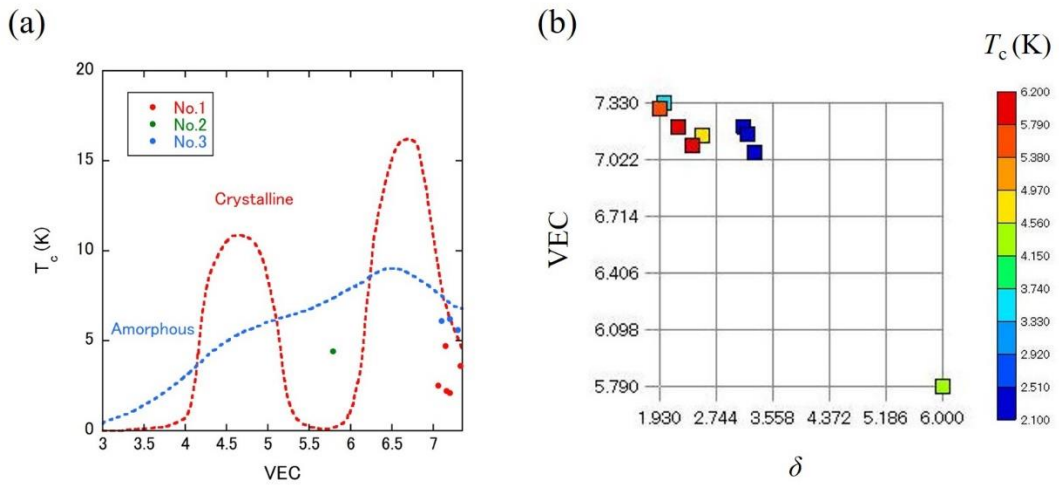 (a)
20
15
10
5
0
T_c (K)
No.1
No.2
No.3
Crystalline
Amorphous
3 3.5 4 4.5 5 5.5 6 6.5 7
VEC
(b)
T_c (K)
7.330
7.022
6.714
6.406
6.098
5.790
VEC
1.930 2.744 3.558 4.372 5.186 6.000
δ
6.200
5.790
5.380
4.970
4.560
4.150
3.740
3.330
2.920
2.510
2.100